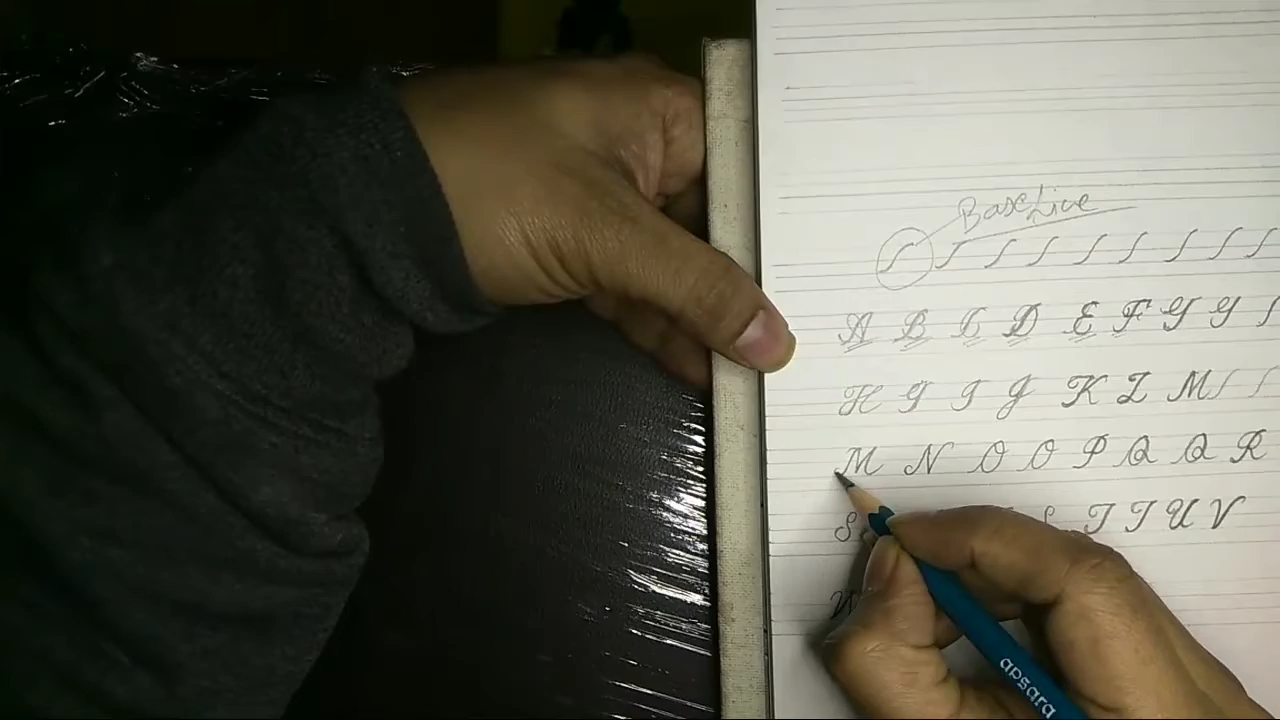 Base Line
A B C D E F G G
H I I J K L M
M N O O P Q Q R
S S T T U V
W
apsara